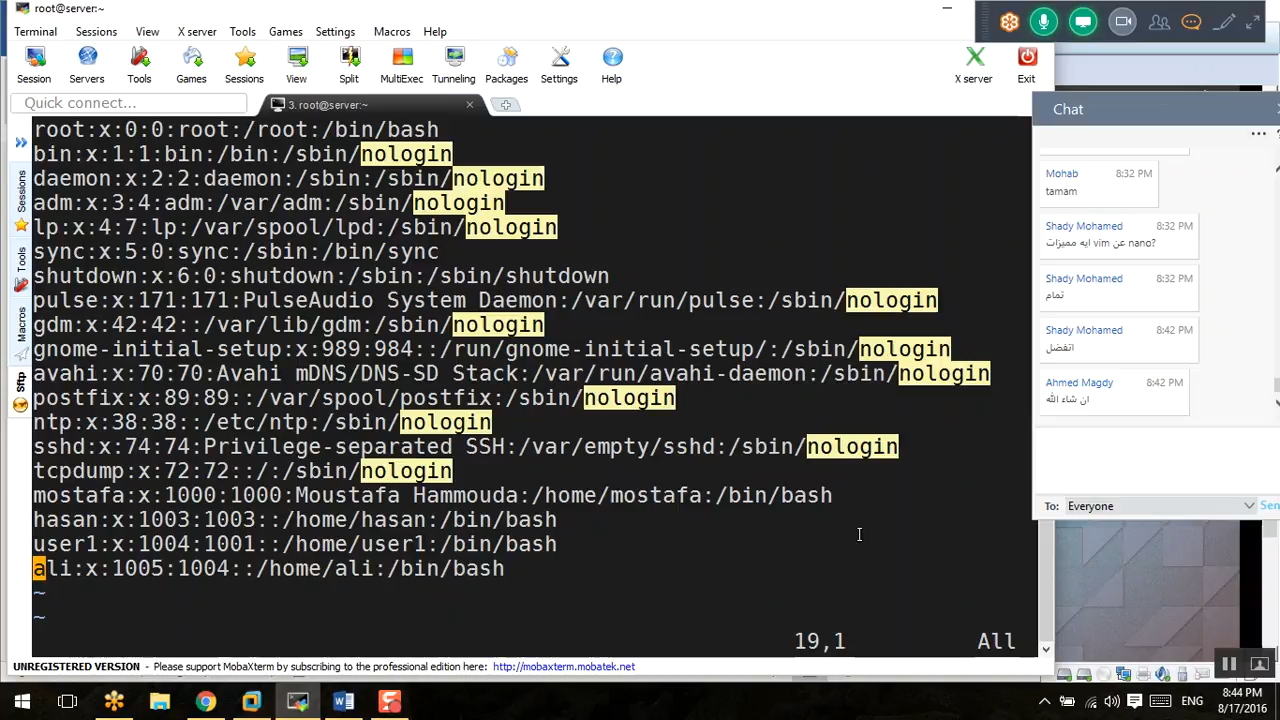 root@server:~
Terminal Sessions View X server Tools Games Settings Macros Help
Session Servers Tools Games Sessions View Split MultiExec Tunneling Packages Settings Help X server Exit
Quick connect...
3. root@server:~
root:x:0:0:root:/root:/bin/bash
bin:x:1:1:bin:/bin:/sbin/nologin
daemon:x:2:2:daemon:/sbin:/sbin/nologin
adm:x:3:4:adm:/var/adm:/sbin/nologin
lp:x:4:7:lp:/var/spool/lpd:/sbin/nologin
sync:x:5:0:sync:/sbin:/bin/sync
shutdown:x:6:0:shutdown:/sbin:/sbin/shutdown
pulse:x:171:171:PulseAudio System Daemon:/var/run/pulse:/sbin/nologin
gdm:x:42:42::/var/lib/gdm:/sbin/nologin
gnome-initial-setup:x:989:984::/run/gnome-initial-setup/:/sbin/nologin
avahi:x:70:70:Avahi mDNS/DNS-SD Stack:/var/run/avahi-daemon:/sbin/nologin
postfix:x:89:89::/var/spool/postfix:/sbin/nologin
ntp:x:38:38::/etc/ntp:/sbin/nologin
sshd:x:74:74:Privilege-separated SSH:/var/empty/sshd:/sbin/nologin
tcpdump:x:72:72::/:/sbin/nologin
mostafa:x:1000:1000:Moustafa Hammouda:/home/mostafa:/bin/bash
hasan:x:1003:1003::/home/hasan:/bin/bash
user1:x:1004:1001::/home/user1:/bin/bash
ali:x:1005:1004::/home/ali:/bin/bash
~
~
19,1 All
Sessions
Tools
Macros
Sftp
UNREGISTERED VERSION - Please support MobaXterm by subscribing to the professional edition here: http://mobaxterm.mobatek.net
Chat
Mohab 8:32 PM
tamam
Shady Mohamed 8:32 PM
ايه مميزات vim عن nano?
Shady Mohamed 8:32 PM
تمام
Shady Mohamed 8:42 PM
اتفضل
Ahmed Magdy 8:42 PM
ان شاء الله
To: Everyone Sen
ENG
8:44 PM
8/17/2016